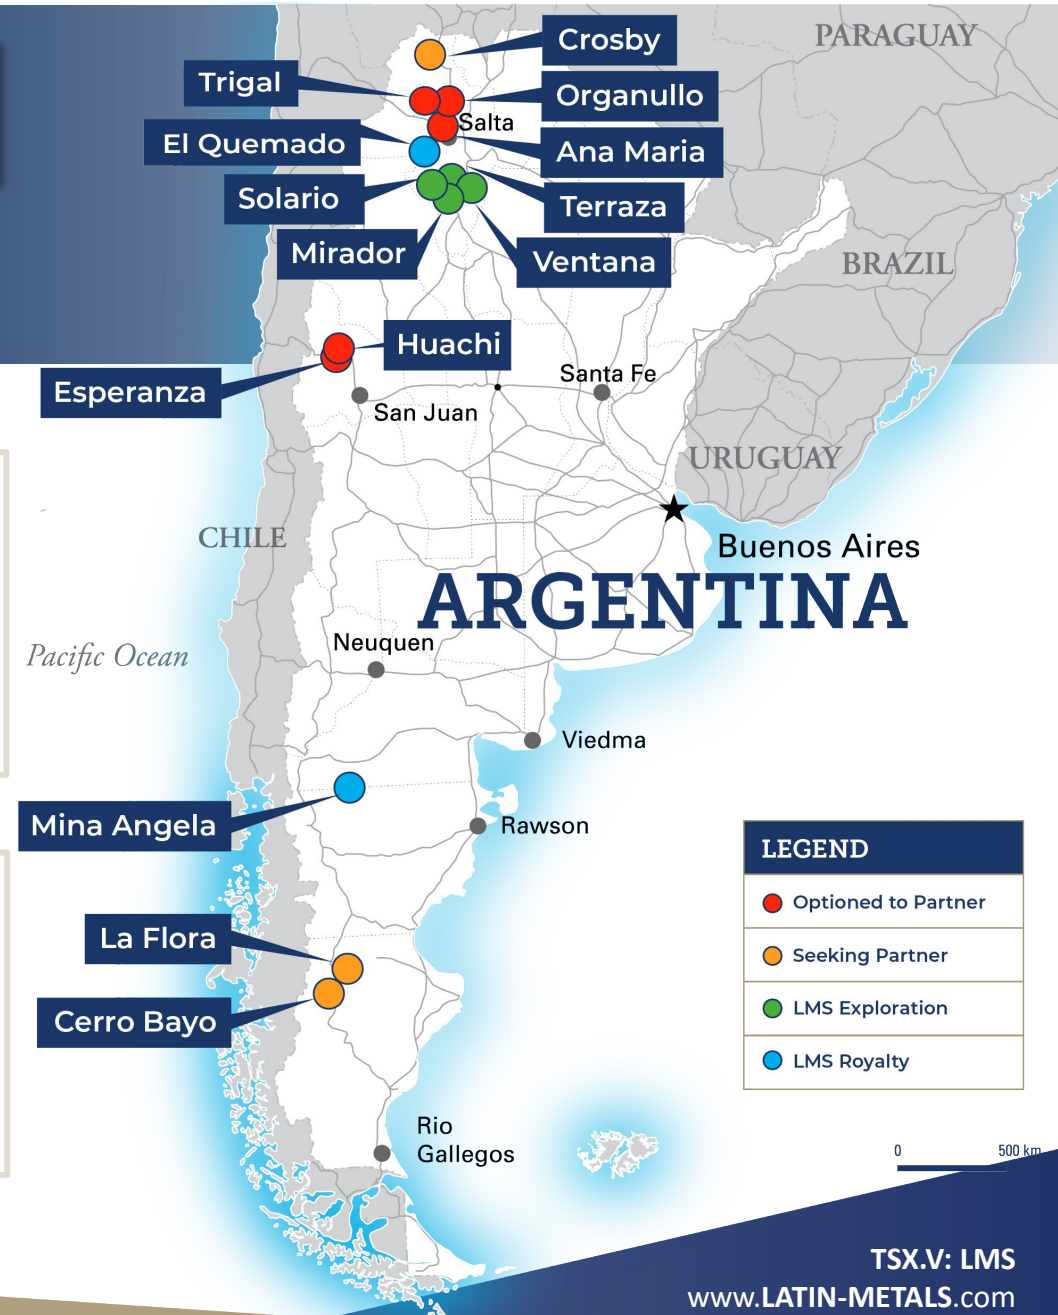 PARAGUAY
Crosby
Trigal
Organullo
Salta
El Quemado
Ana Maria
Solario
Terraza
Mirador
Ventana
BRAZIL
Huachi
Esperanza
Santa Fe
San Juan
URUGUAY
CHILE
Buenos Aires
ARGENTINA
Neuquen
Pacific Ocean
Viedma
Mina Angela
Rawson
LEGEND
Optioned to Partner
Seeking Partner
LMS Exploration
LMS Royalty
La Flora
Cerro Bayo
Rio
Gallegos
0 500 km
TSX.V: LMS
www.LATIN-METALS.com